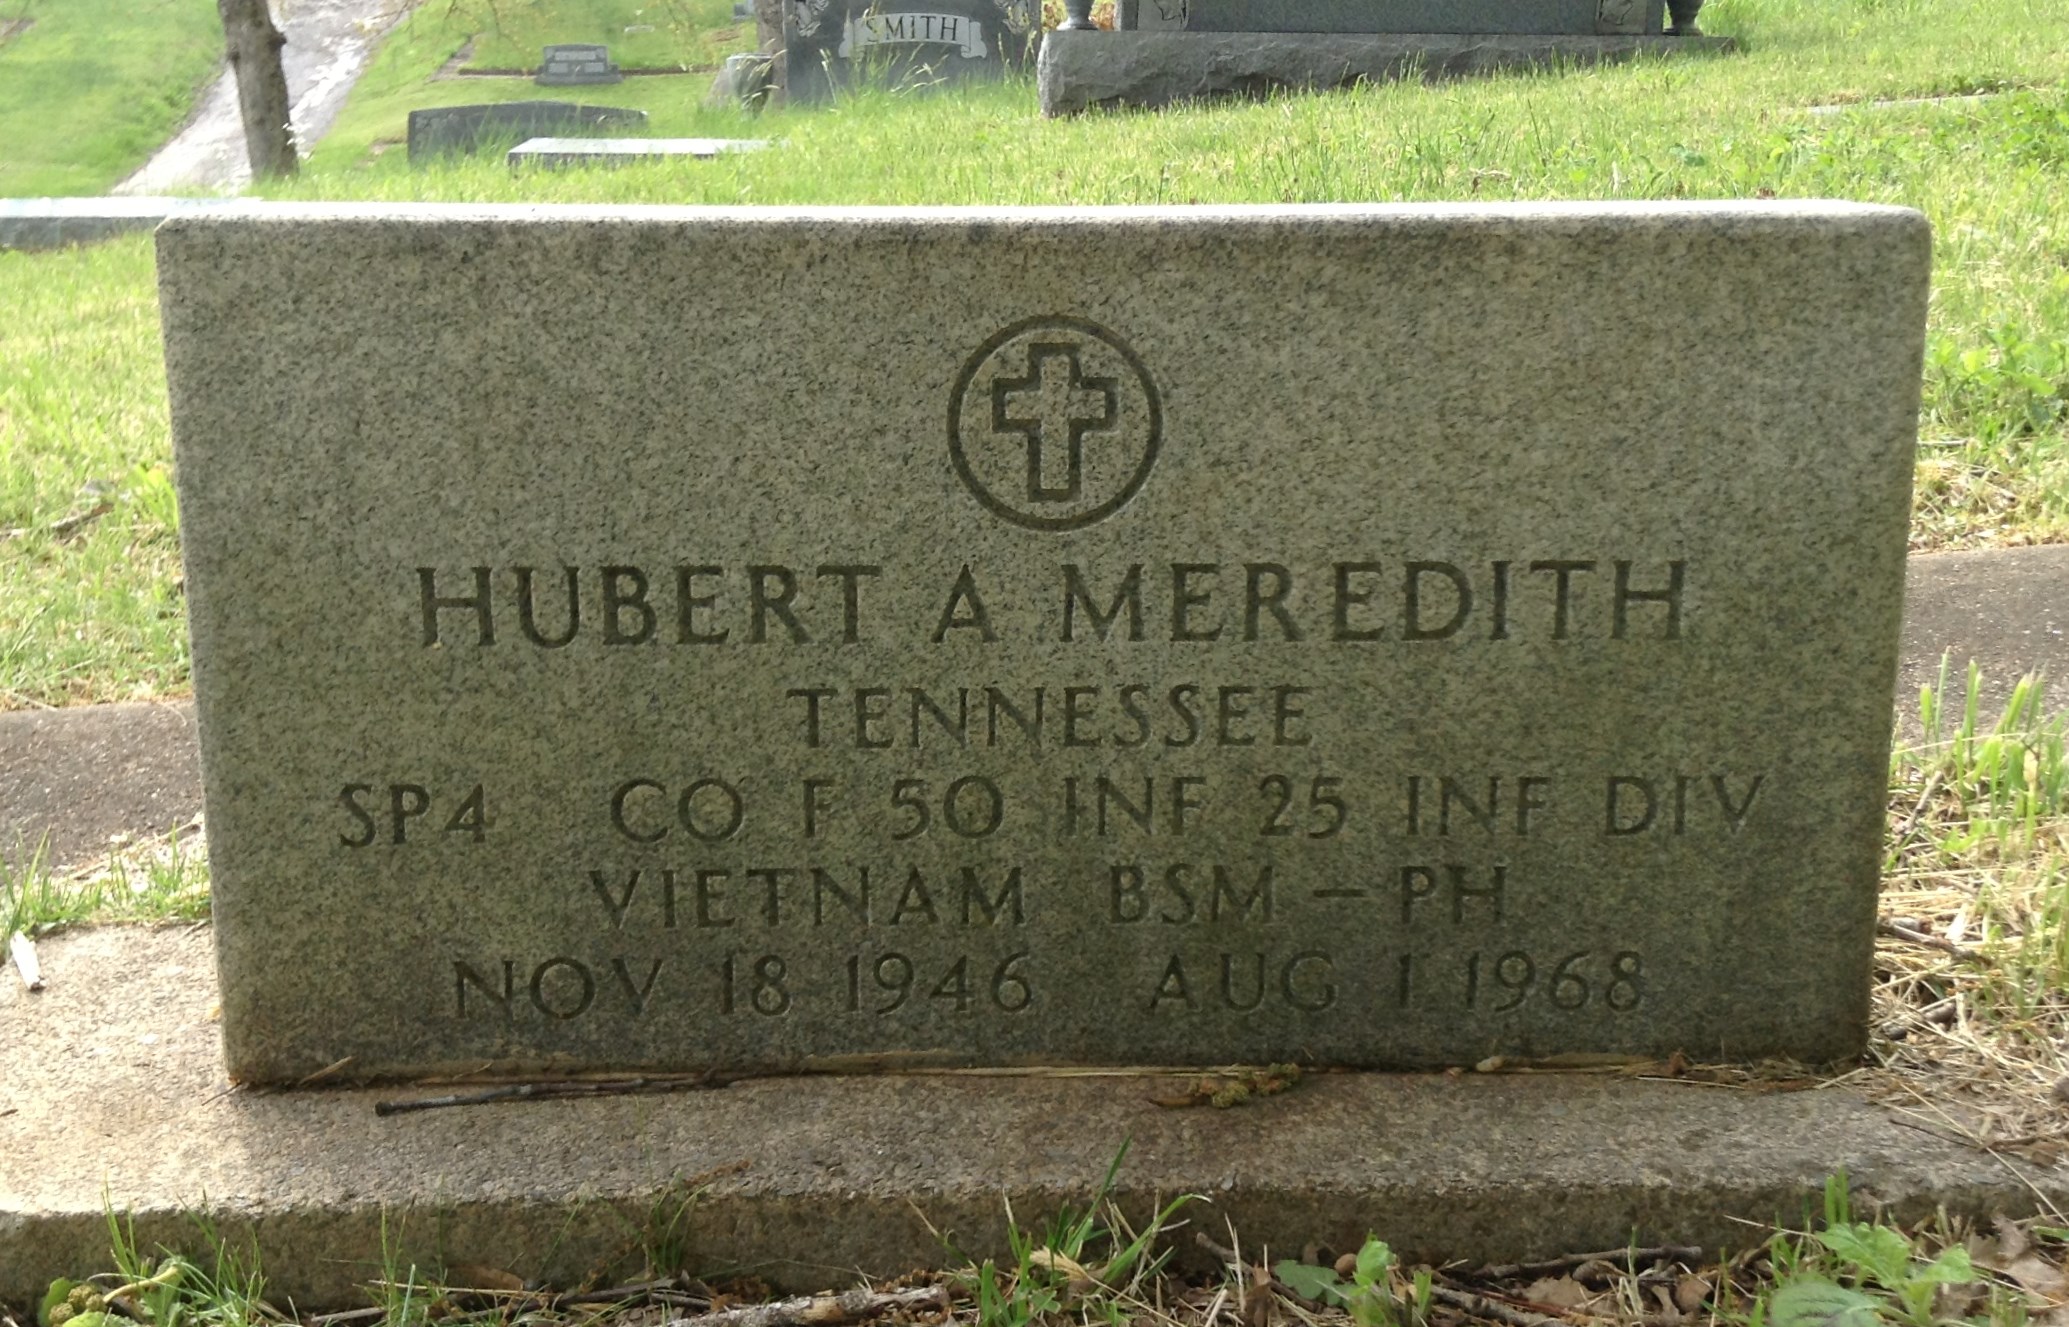 SMITH
HUBERT A MEREDITH
TENNESSEE
SP4 CO F 50 INF 25 INF DIV
VIETNAM BSM – PH
NOV 18 1946 AUG 1 1968